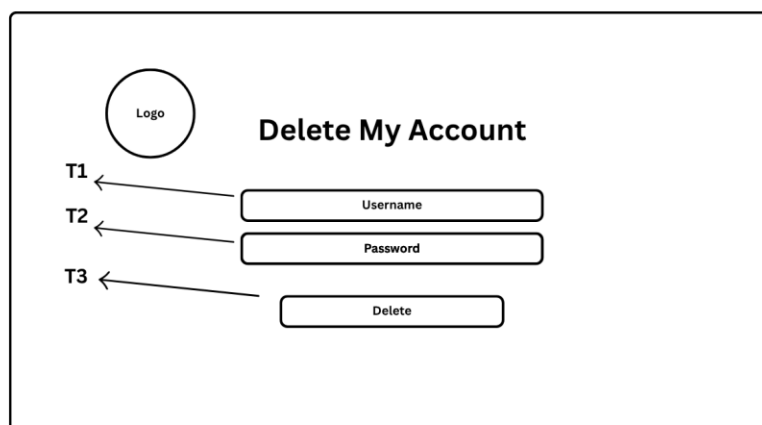 Logo
Delete My Account
T1
Username
T2
Password
T3
Delete